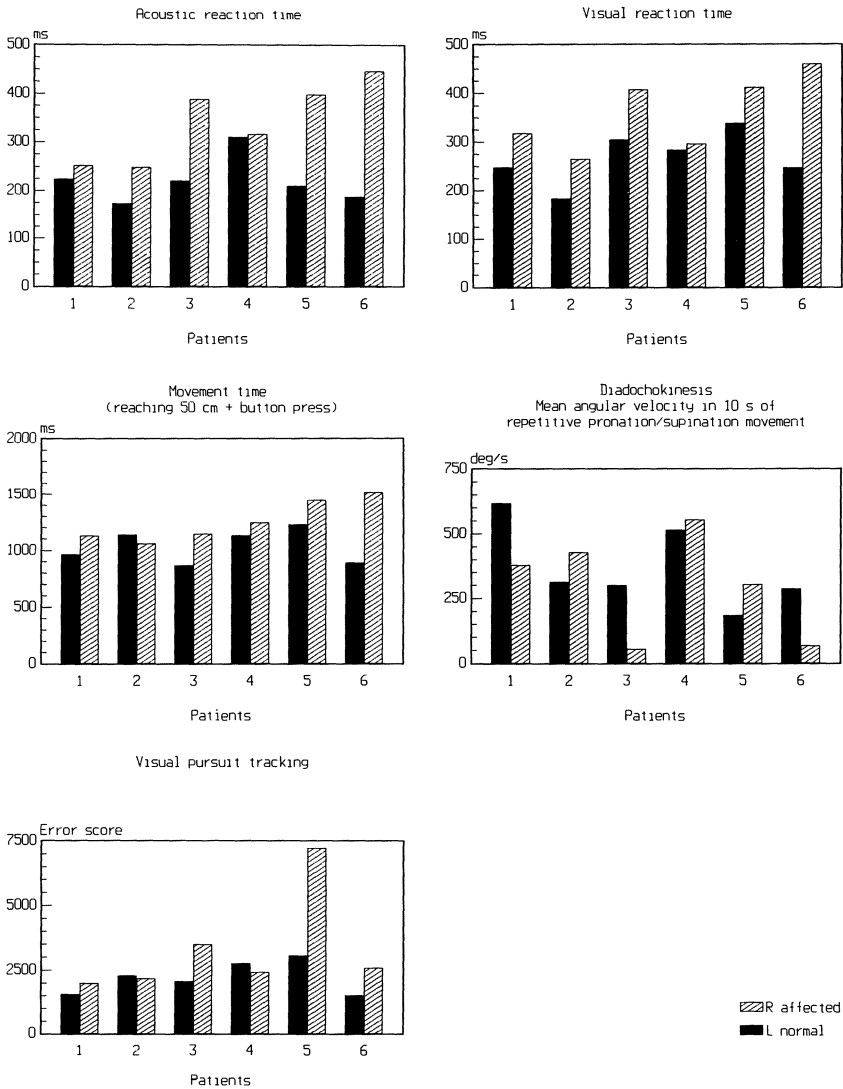 Acoustic reaction time
ms
500
400
300
200
100
0
1 2 3 4 5 6
Patients
Visual reaction time
ms
500
400
300
200
100
0
1 2 3 4 5 6
Patients
Movement time
(reaching 50 cm + button press)
ms
2000
1500
1000
500
0
1 2 3 4 5 6
Patients
Diadochokinesis
Mean angular velocity in 10 s of
repetitive pronation/supination movement
deg/s
750
500
250
0
1 2 3 4 5 6
Patients
Visual pursuit tracking
Error score
7500
5000
2500
0
1 2 3 4 5 6
Patients
R affected
L normal